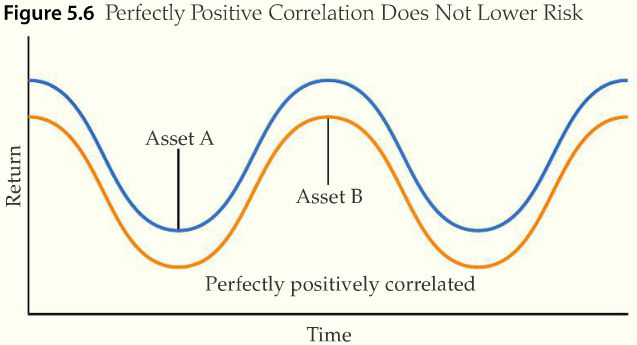 Figure 5.6 Perfectly Positive Correlation Does Not Lower Risk
Asset A
Return
Asset B
Perfectly positively correlated
Time